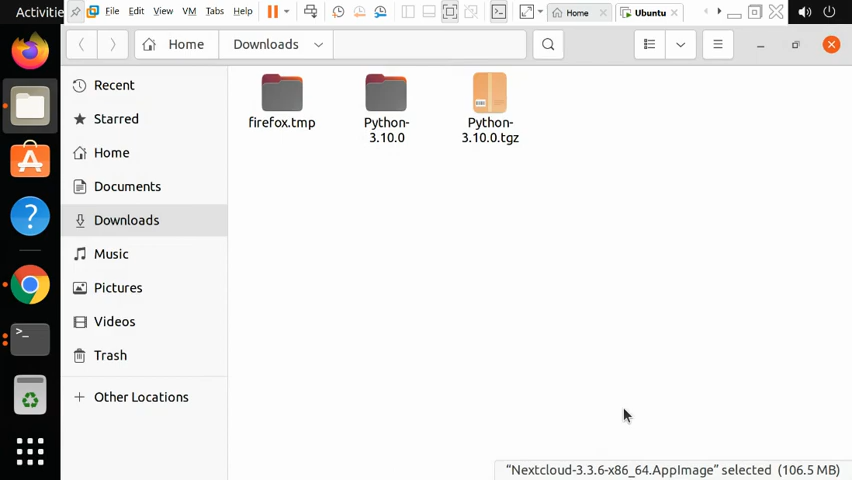 Activitie
File Edit View VM Tabs Help
Home
Ubuntu
Home
Downloads
Recent
Starred
Home
Documents
Downloads
Music
Pictures
Videos
Trash
+ Other Locations
firefox.tmp
Python-
3.10.0
Python-
3.10.0.tgz
"Nextcloud-3.3.6-x86_64.AppImage" selected (106.5 MB)